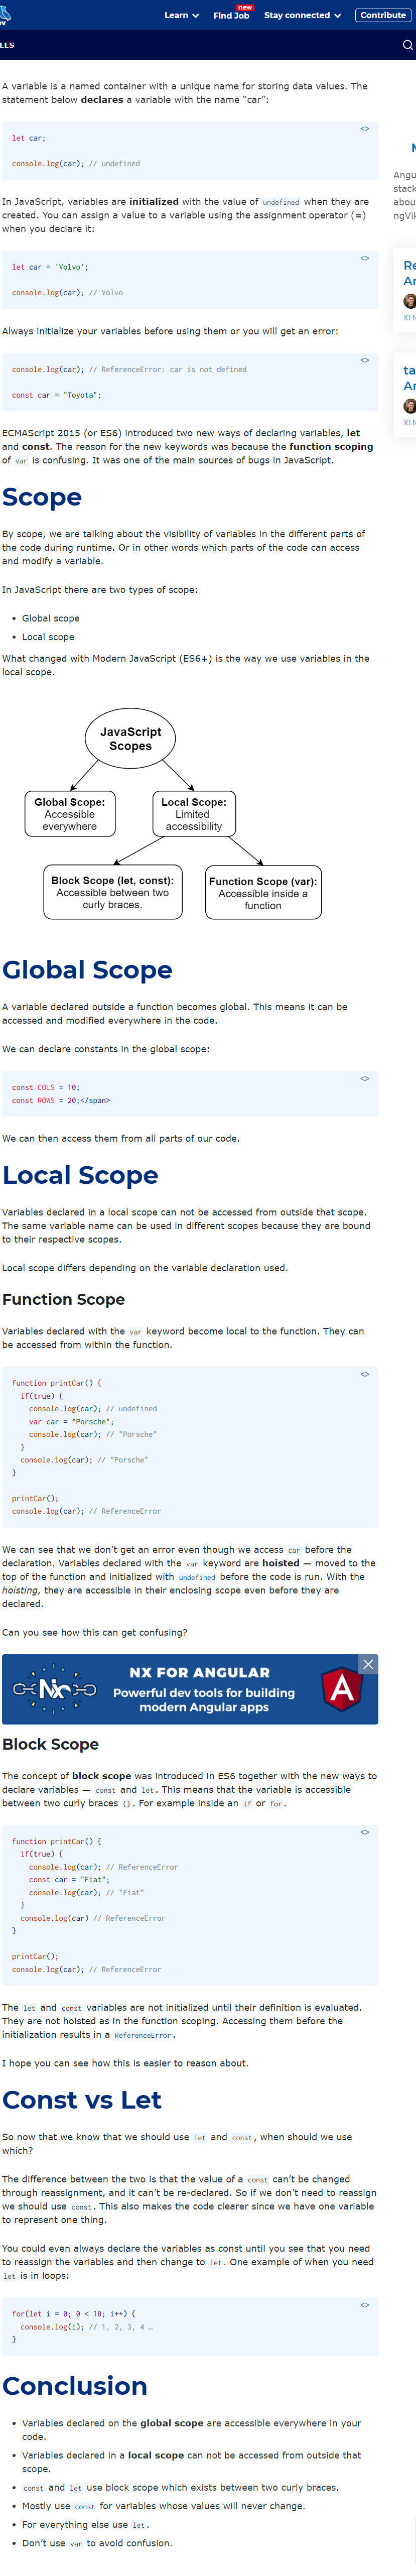 Learn
Find Job
new
Stay connected
Contribute
LES
A variable is a named container with a unique name for storing data values. The
statement below declares a variable with the name “car”:
<>
let car;
console.log(car); // undefined
In JavaScript, variables are initialized with the value of undefined when they are
created. You can assign a value to a variable using the assignment operator (=)
when you declare it:
<>
let car = 'Volvo';
console.log(car); // Volvo
Always initialize your variables before using them or you will get an error:
<>
console.log(car); // ReferenceError: car is not defined
const car = "Toyota";
ECMAScript 2015 (or ES6) introduced two new ways of declaring variables, let
and const. The reason for the new keywords was because the function scoping
of var is confusing. It was one of the main sources of bugs in JavaScript.
Scope
By scope, we are talking about the visibility of variables in the different parts of
the code during runtime. Or in other words which parts of the code can access
and modify a variable.
In JavaScript there are two types of scope:
• Global scope
• Local scope
What changed with Modern JavaScript (ES6+) is the way we use variables in the
local scope.
JavaScript
Scopes
Global Scope:
Accessible
everywhere
Local Scope:
Limited
accessibility
Block Scope (let, const):
Accessible between two
curly braces.
Function Scope (var):
Accessible inside a
function
Global Scope
A variable declared outside a function becomes global. This means it can be
accessed and modified everywhere in the code.
We can declare constants in the global scope:
<>
const COLS = 10;
const ROWS = 20;</span>
We can then access them from all parts of our code.
Local Scope
Variables declared in a local scope can not be accessed from outside that scope.
The same variable name can be used in different scopes because they are bound
to their respective scopes.
Local scope differs depending on the variable declaration used.
Function Scope
Variables declared with the var keyword become local to the function. They can
be accessed from within the function.
<>
function printCar() {
if(true) {
console.log(car); // undefined
var car = "Porsche";
console.log(car); // "Porsche"
}
console.log(car); // "Porsche"
}
printCar();
console.log(car); // ReferenceError
We can see that we don’t get an error even though we access car before the
declaration. Variables declared with the var keyword are hoisted — moved to the
top of the function and initialized with undefined before the code is run. With the
hoisting, they are accessible in their enclosing scope even before they are
declared.
Can you see how this can get confusing?
Nx
NX FOR ANGULAR
Powerful dev tools for building
modern Angular apps
A
Block Scope
The concept of block scope was introduced in ES6 together with the new ways to
declare variables — const and let. This means that the variable is accessible
between two curly braces {}. For example inside an if or for.
<>
function printCar() {
if(true) {
console.log(car); // ReferenceError
const car = "Fiat";
console.log(car); // "Fiat"
}
console.log(car) // ReferenceError
}
printCar();
console.log(car); // ReferenceError
The let and const variables are not initialized until their definition is evaluated.
They are not hoisted as in the function scoping. Accessing them before the
initialization results in a ReferenceError.
I hope you can see how this is easier to reason about.
Const vs Let
So now that we know that we should use let and const, when should we use
which?
The difference between the two is that the value of a const can’t be changed
through reassignment, and it can’t be re-declared. So if we don’t need to reassign
we should use const. This also makes the code clearer since we have one variable
to represent one thing.
You could even always declare the variables as const until you see that you need
to reassign the variables and then change to let. One example of when you need
let is in loops:
<>
for(let i = 0; 0 < 10; i++) {
console.log(i); // 1, 2, 3, 4 …
}
Conclusion
• Variables declared on the global scope are accessible everywhere in your
code.
• Variables declared in a local scope can not be accessed from outside that
scope.
• const and let use block scope which exists between two curly braces.
• Mostly use const for variables whose values will never change.
• For everything else use let.
• Don’t use var to avoid confusion.
Angu
stack
abou
ngVik
Re
Ar
10 M
ta
Ar
10 M